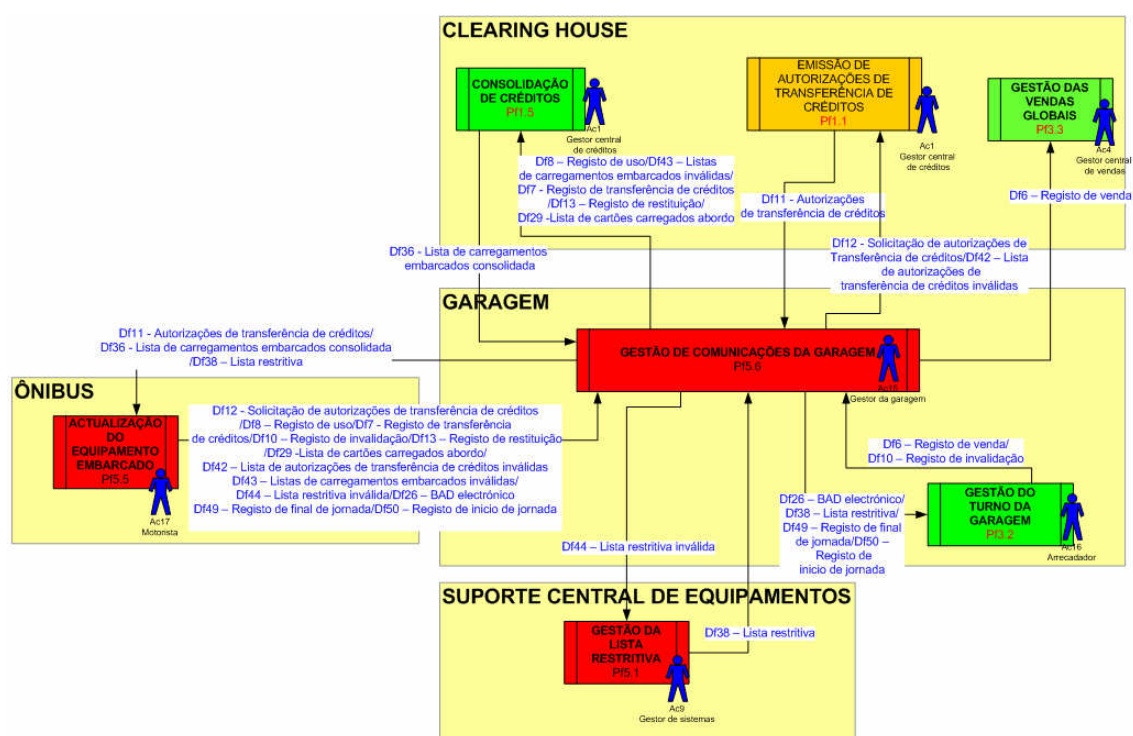 CLEARING HOUSE
CONSOLIDAÇÃO
DE CRÉDITOS
Pf1.5
Ac1
Gestor central
de créditos
EMISSÃO DE
AUTORIZAÇÕES DE
TRANSFERÊNCIA DE
CRÉDITOS
Pf1.1
Ac1
Gestor central
de créditos
GESTÃO DAS
VENDAS
GLOBAIS
Pf3.3
Ac4
Gestor central
de vendas
Df8 – Registo de uso/Df43 – Listas
de carregamentos embarcados inválidas/
Df7 - Registo de transferência de créditos
/Df13 – Registo de restituição/
Df29 -Lista de cartões carregados abordo
Df11 - Autorizações
de transferência de créditos
Df6 – Registo de venda
Df36 - Lista de carregamentos
embarcados consolidada
Df12 - Solicitação de autorizações de
Transferência de créditos/Df42 – Lista
de autorizações de
transferência de créditos inválidas
GARAGEM
GESTÃO DE COMUNICAÇÕES DA GARAGEM
Pf5.6
Ac15
Gestor da garagem
Df11 - Autorizações de transferência de créditos/
Df36 - Lista de carregamentos embarcados consolidada
/Df38 – Lista restritiva
ÔNIBUS
ACTUALIZAÇÃO
DO
EQUIPAMENTO
EMBARCADO
Pf5.5
Ac17
Motorista
Df12 - Solicitação de autorizações de transferência de créditos
/Df8 – Registo de uso/Df7 - Registo de transferência
de créditos/Df10 – Registo de invalidação/Df13 – Registo de restituição
/Df29 -Lista de cartões carregados abordo/
Df42 – Lista de autorizações de transferência de créditos inválidas
Df43 – Listas de carregamentos embarcados inválidas/
Df44 – Lista restritiva inválida/Df26 – BAD electrónico
Df49 – Registo de final de jornada/Df50 – Registo de inicio de jornada
Df6 – Registo de venda/
Df10 – Registo de invalidação
GESTÃO DO
TURNO DA
GARAGEM
Pf3.2
Ac16
Arrecadador
Df26 – BAD electrónico/
Df38 – Lista restritiva/
Df49 – Registo de final
de jornada/Df50 –
Registo de
inicio de jornada
Df44 – Lista restritiva inválida
SUPORTE CENTRAL DE EQUIPAMENTOS
GESTÃO DA
LISTA
RESTRITIVA
Pf5.1
Ac9
Gestor de sistemas
Df38 – Lista restritiva